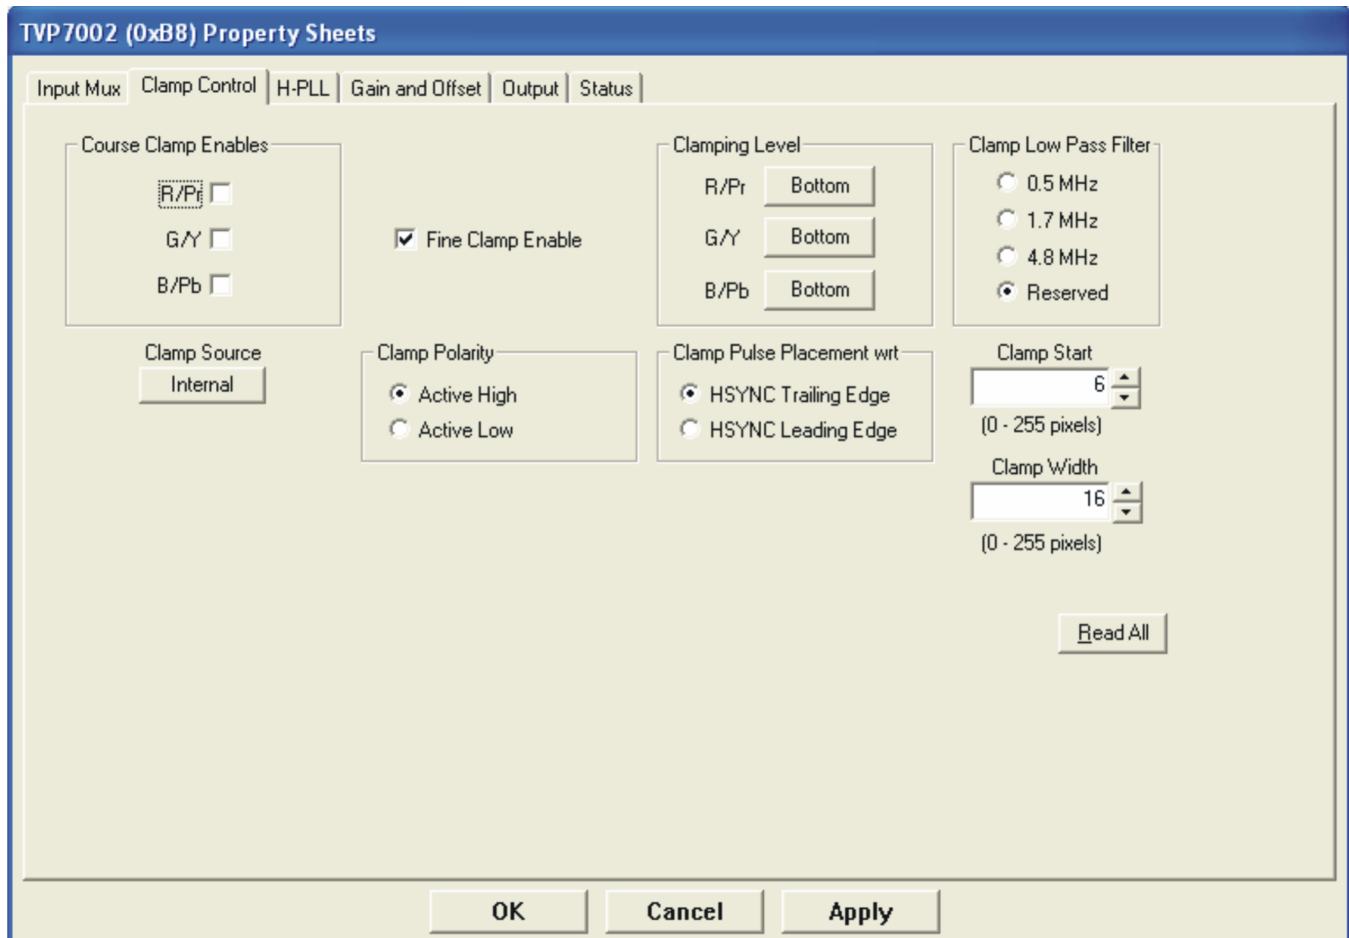 TVP7002 (0xB8) Property Sheets
Input Mux Clamp Control H-PLL Gain and Offset Output Status
Course Clamp Enables
R/Pr
G/Y
B/Pb
Fine Clamp Enable
Clamping Level
R/Pr Bottom
G/Y Bottom
B/Pb Bottom
Clamp Low Pass Filter
0.5 MHz
1.7 MHz
4.8 MHz
Reserved
Clamp Source
Internal
Clamp Polarity
Active High
Active Low
Clamp Pulse Placement wrt
HSYNC Trailing Edge
HSYNC Leading Edge
Clamp Start
6
(0 - 255 pixels)
Clamp Width
16
(0 - 255 pixels)
Read All
OK Cancel Apply